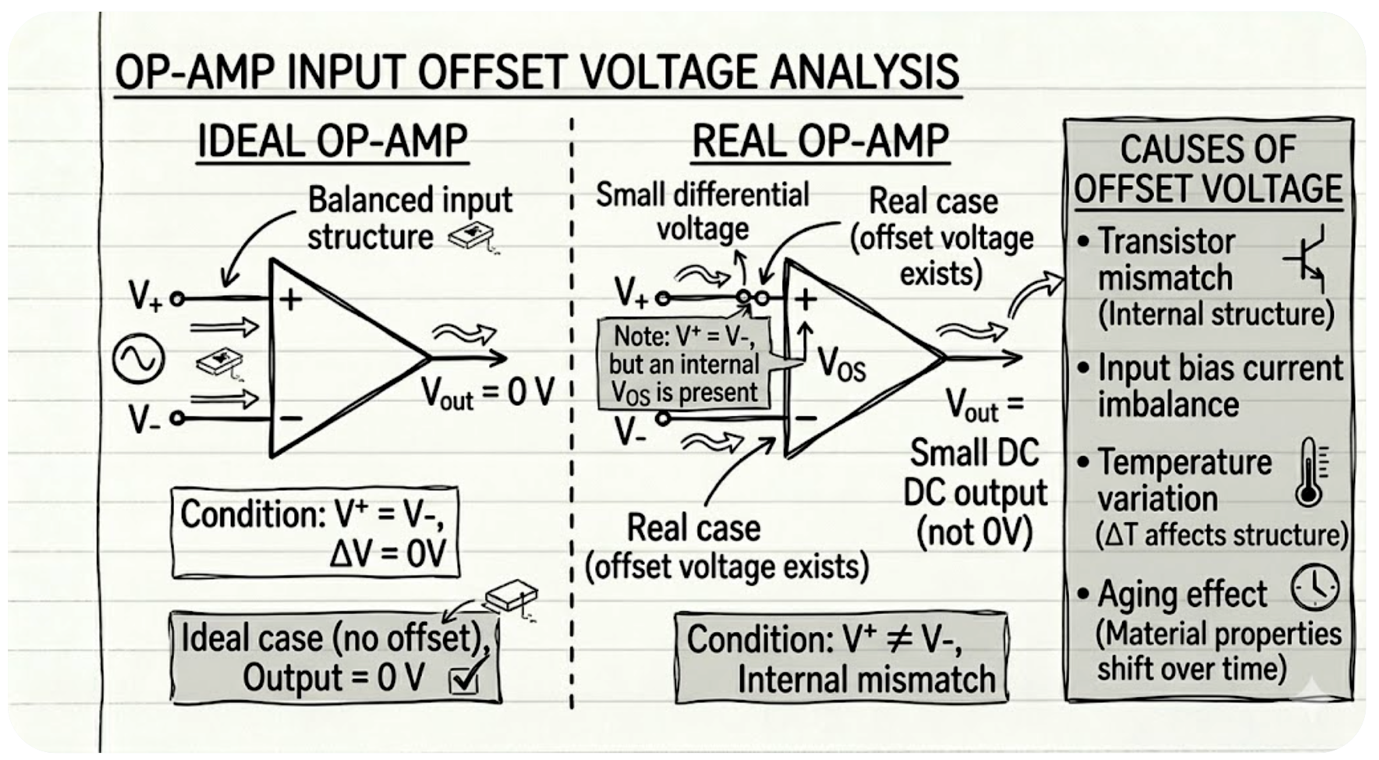 OP-AMP INPUT OFFSET VOLTAGE ANALYSIS
IDEAL OP-AMP
Balanced input
structure
V₊
+
V₋
−
Vout = 0 V
Condition: V⁺ = V-,
ΔV = 0V
Ideal case (no offset),
Output = 0 V
REAL OP-AMP
Small differential
voltage
Real case
(offset voltage
exists)
V₊
+
Note: V⁺ = V-,
but an internal
VOS is present
VOS
V₋
−
Vout =
Small DC
DC output
(not 0V)
Real case
(offset voltage exists)
Condition: V⁺ ≠ V-,
Internal mismatch
CAUSES OF
OFFSET VOLTAGE
• Transistor
mismatch
(Internal structure)
• Input bias current
imbalance
• Temperature
variation
(ΔT affects structure)
• Aging effect
(Material properties
shift over time)